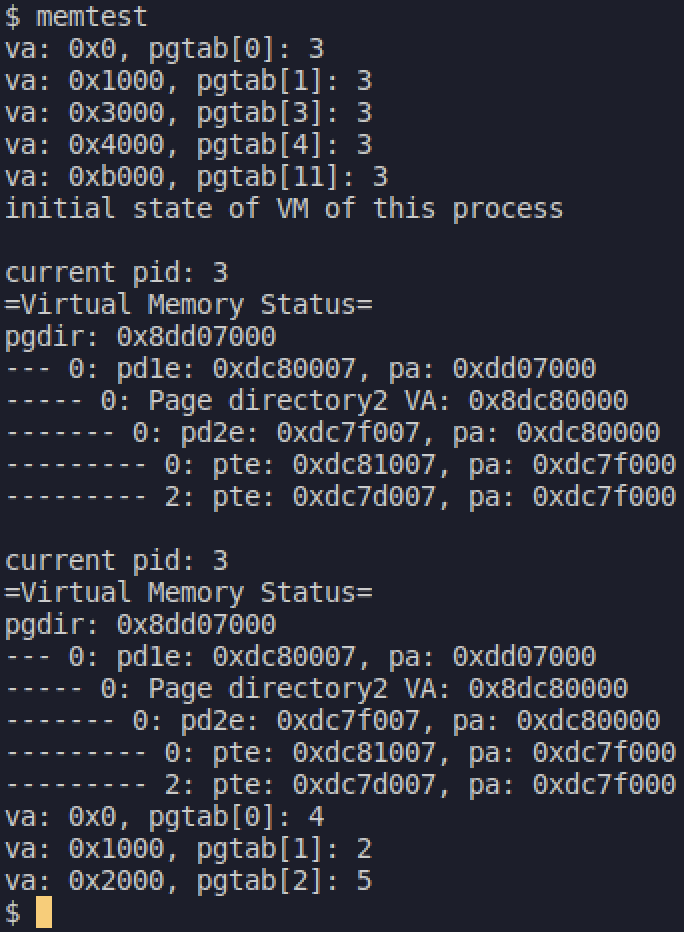 $ memtest
va: 0x0, pgtab[0]: 3
va: 0x1000, pgtab[1]: 3
va: 0x3000, pgtab[3]: 3
va: 0x4000, pgtab[4]: 3
va: 0xb000, pgtab[11]: 3
initial state of VM of this process
current pid: 3
=Virtual Memory Status=
pgdir: 0x8dd07000
--- 0: pd1e: 0xdc80007, pa: 0xdd07000
----- 0: Page directory2 VA: 0x8dc80000
------- 0: pd2e: 0xdc7f007, pa: 0xdc80000
--------- 0: pte: 0xdc81007, pa: 0xdc7f000
--------- 2: pte: 0xdc7d007, pa: 0xdc7f000
current pid: 3
=Virtual Memory Status=
pgdir: 0x8dd07000
--- 0: pd1e: 0xdc80007, pa: 0xdd07000
----- 0: Page directory2 VA: 0x8dc80000
------- 0: pd2e: 0xdc7f007, pa: 0xdc80000
--------- 0: pte: 0xdc81007, pa: 0xdc7f000
--------- 2: pte: 0xdc7d007, pa: 0xdc7f000
va: 0x0, pgtab[0]: 4
va: 0x1000, pgtab[1]: 2
va: 0x2000, pgtab[2]: 5
$